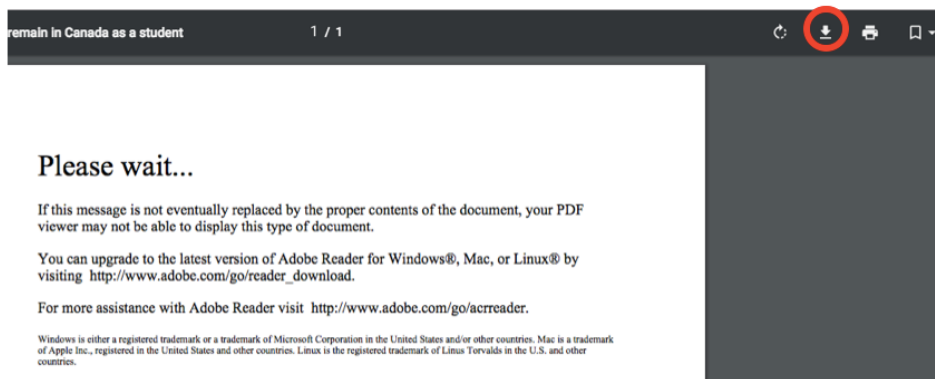 remain in Canada as a student 1 / 1
Please wait...
If this message is not eventually replaced by the proper contents of the document, your PDF
viewer may not be able to display this type of document.
You can upgrade to the latest version of Adobe Reader for Windows®, Mac, or Linux® by
visiting http://www.adobe.com/go/reader_download.
For more assistance with Adobe Reader visit http://www.adobe.com/go/acrreader.
Windows is either a registered trademark or a trademark of Microsoft Corporation in the United States and/or other countries. Mac is a trademark
of Apple Inc., registered in the United States and other countries. Linux is the registered trademark of Linus Torvalds in the U.S. and other
countries.